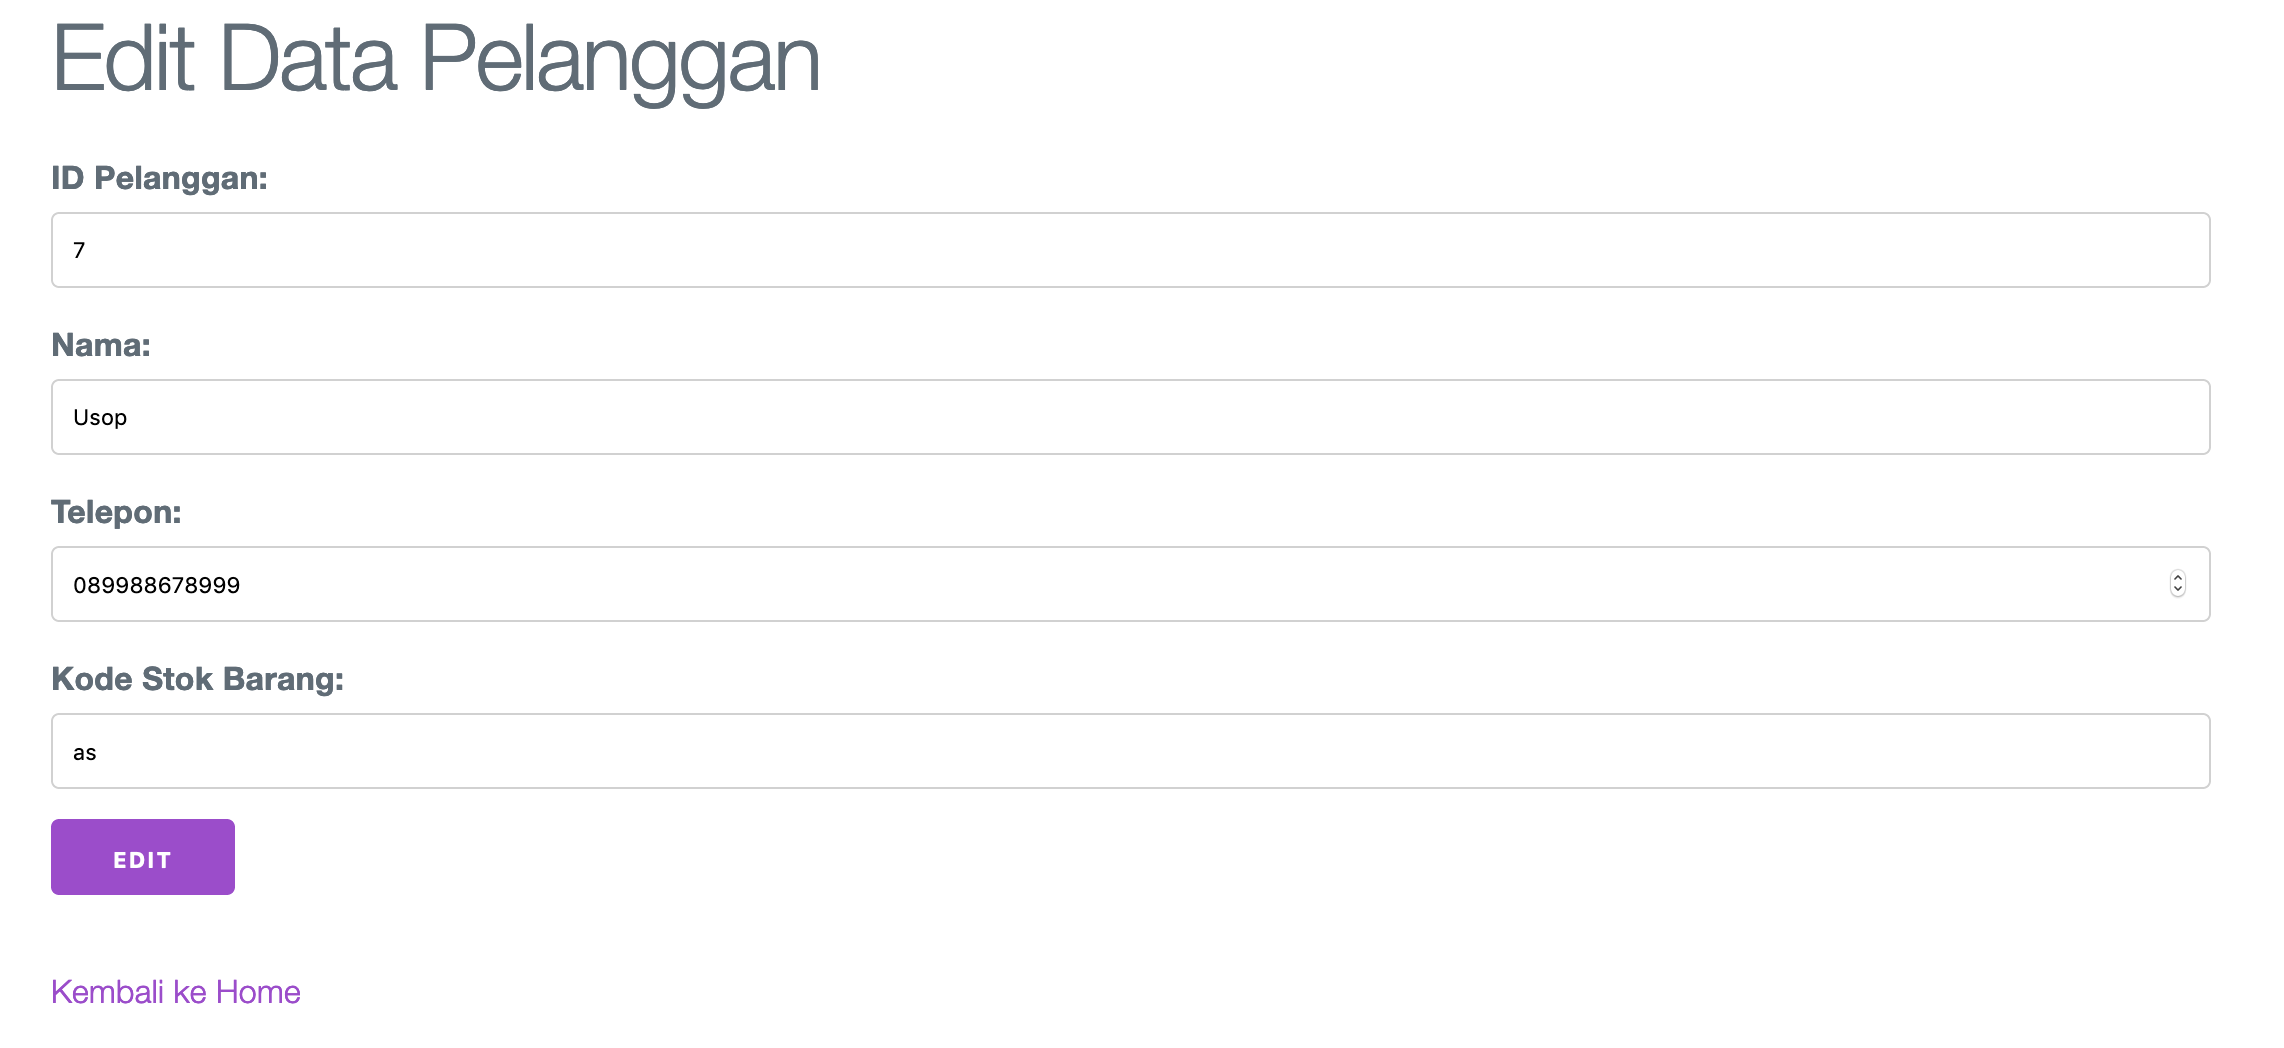 Edit Data Pelanggan
ID Pelanggan:
7
Nama:
Usop
Telepon:
089988678999
Kode Stok Barang:
as
EDIT
Kembali ke Home